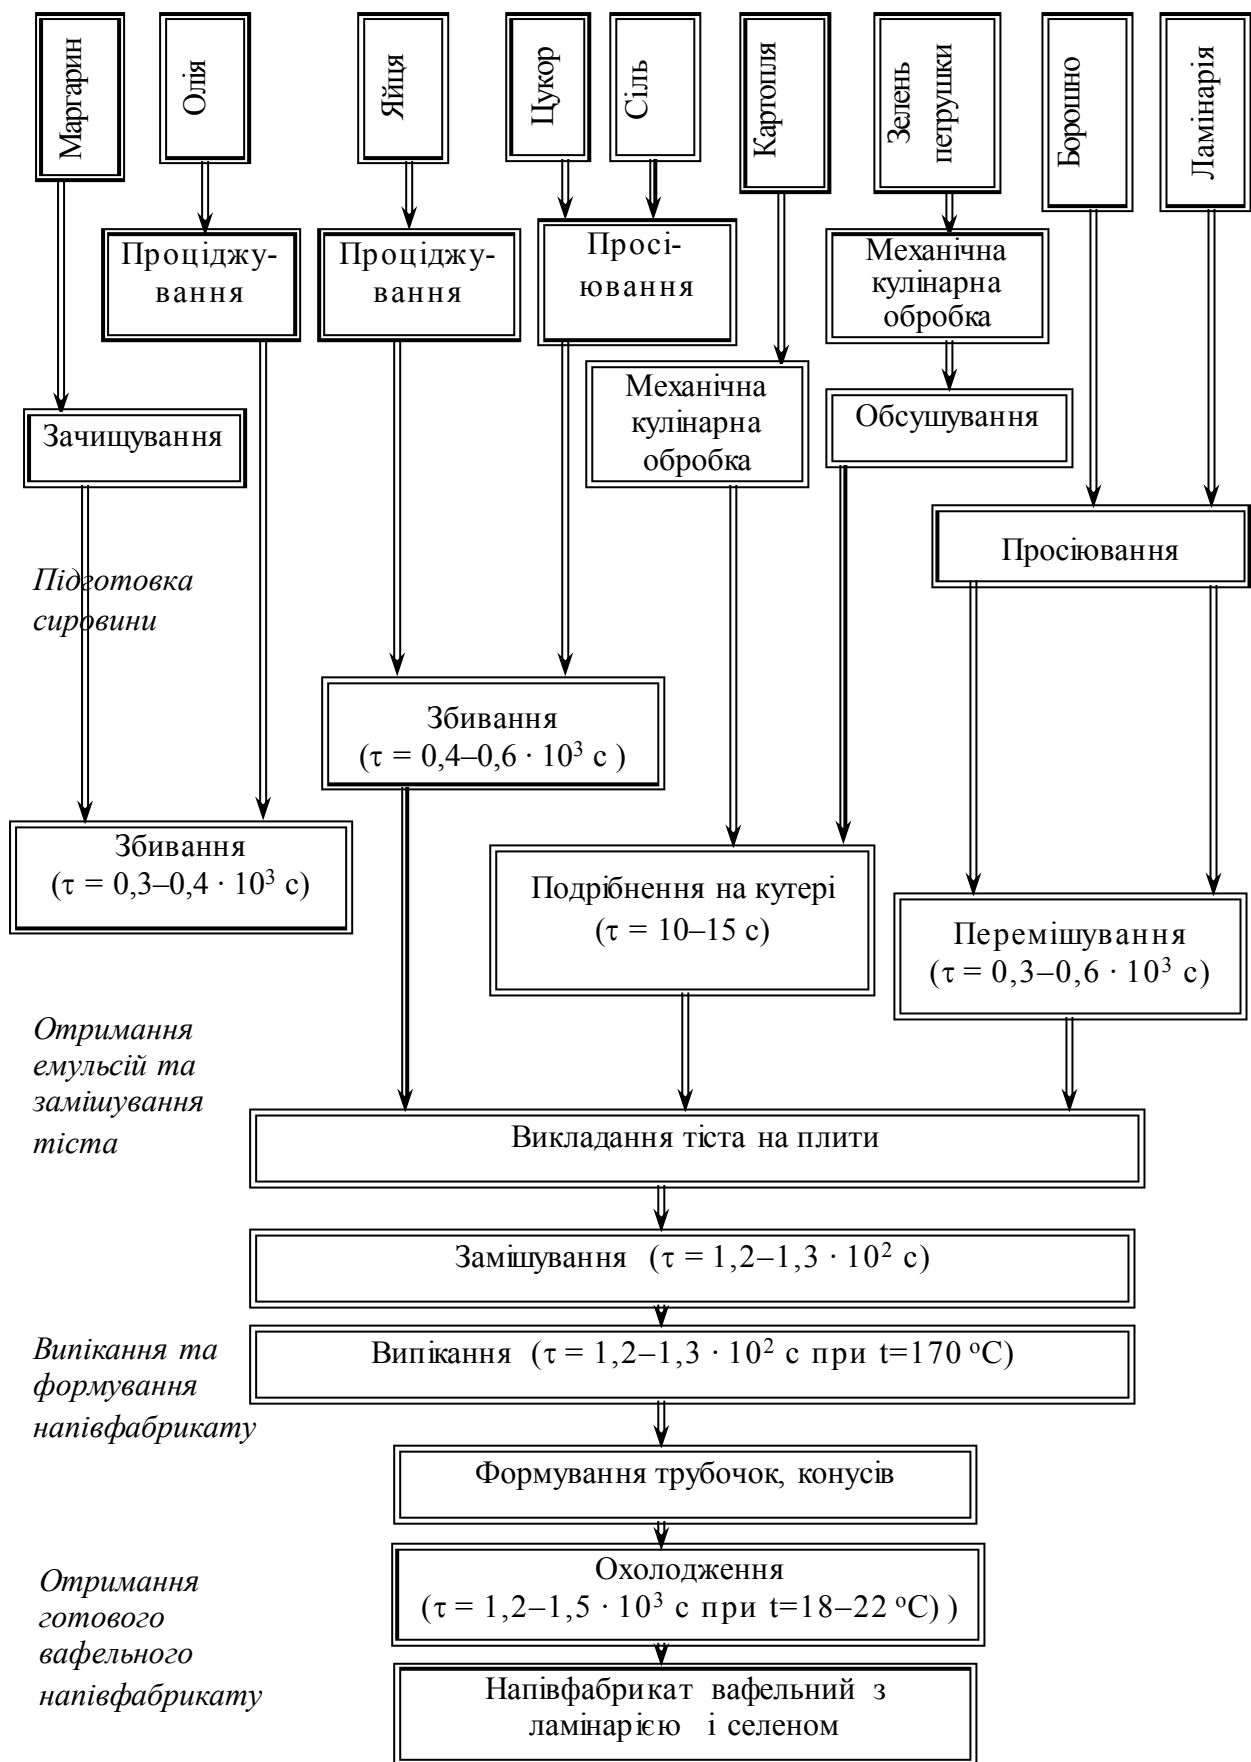 Маргарин
Олія
Яйця
Цукор
Сіль
Картопля
Зелень
петрушки
Борошно
Ламінарія
Проціджу-
вання
Проціджу-
вання
Просі-
ювання
Механічна
кулінарна
обробка
Зачищування
Механічна
кулінарна
обробка
Обсушування
Просіювання
Підготовка
сировини
Збивання
(τ = 0,4–0,6 · 10³ с )
Збивання
(τ = 0,3–0,4 · 10³ с)
Подрібнення на кутері
(τ = 10–15 с)
Перемішування
(τ = 0,3–0,6 · 10³ с)
Отримання
емульсій та
замішування
тіста
Викладання тіста на плити
Замішування (τ = 1,2–1,3 · 10² с)
Випікання та
формування
напівфабрикату
Випікання (τ = 1,2–1,3 · 10² с при t=170 ºС)
Формування трубочок, конусів
Отримання
готового
вафельного
напівфабрикату
Охолодження
(τ = 1,2–1,5 · 10³ с при t=18–22 ºС) )
Напівфабрикат вафельний з
ламінарією і селеном